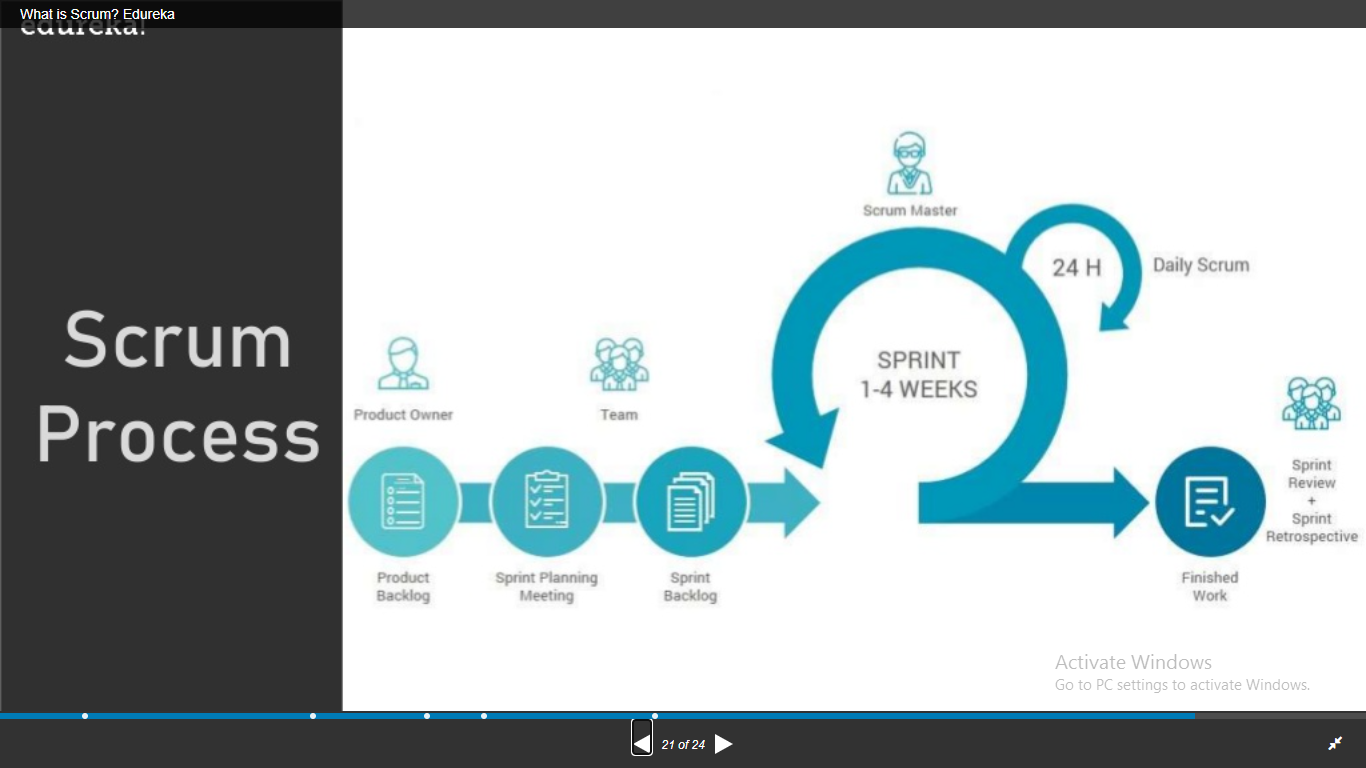 What is Scrum? Edureka
edureka!
Scrum
Process
Scrum Master
24 H
Daily Scrum
SPRINT
1-4 WEEKS
Product Owner
Team
Sprint
Review
+
Sprint
Retrospective
Product
Backlog
Sprint Planning
Meeting
Sprint
Backlog
Finished
Work
Activate Windows
Go to PC settings to activate Windows.
21 of 24